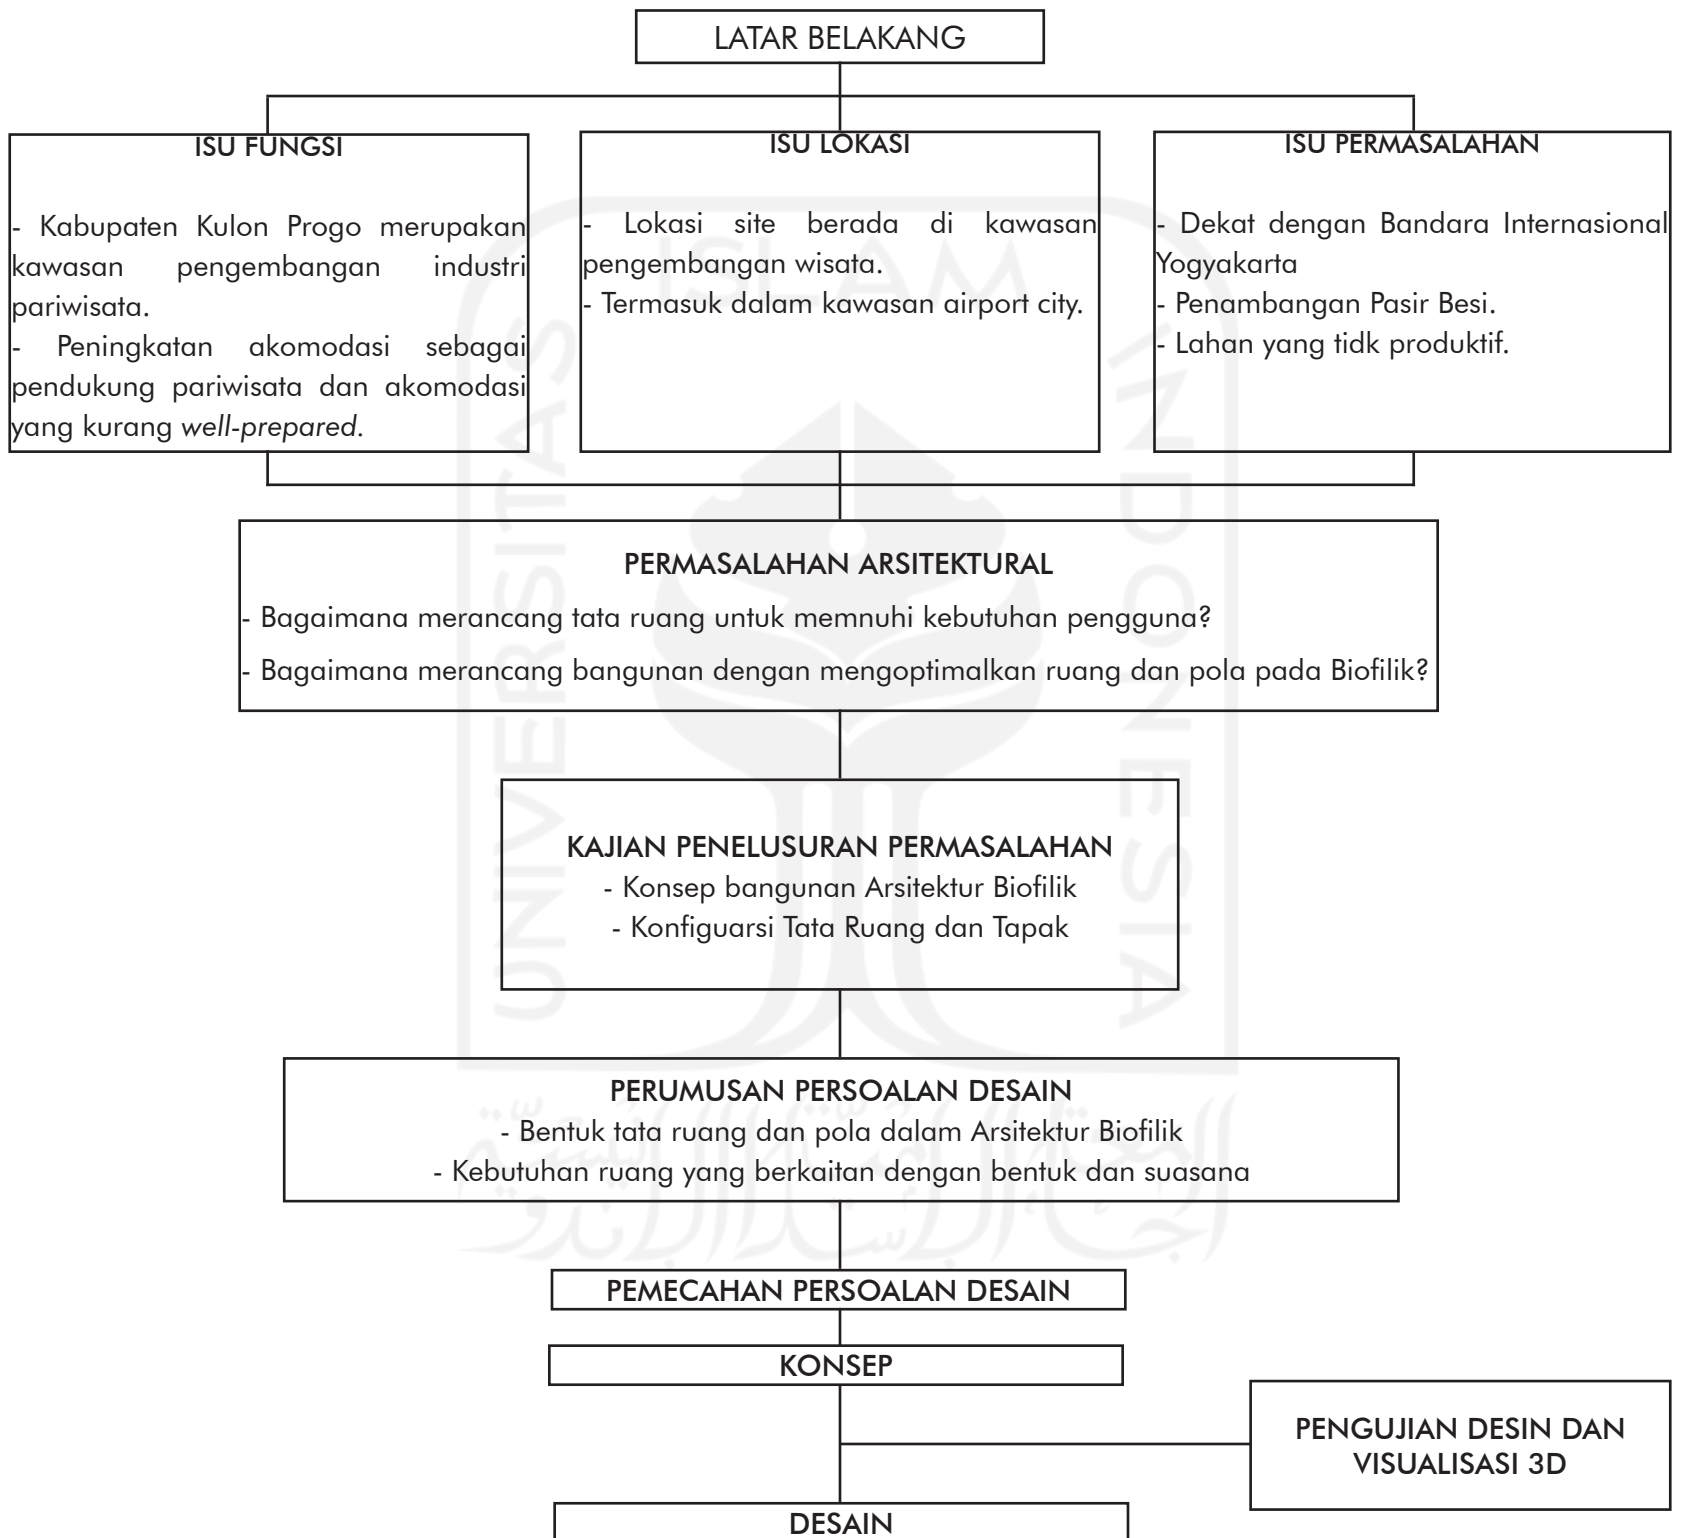 LATAR BELAKANG
ISU FUNGSI
- Kabupaten Kulon Progo merupakan
kawasan pengembangan industri
pariwisata.
- Peningkatan akomodasi sebagai
pendukung pariwisata dan akomodasi
yang kurang well-prepared.
ISU LOKASI
- Lokasi site berada di kawasan
pengembangan wisata.
- Termasuk dalam kawasan airport city.
ISU PERMASALAHAN
- Dekat dengan Bandara Internasional
Yogyakarta
- Penambangan Pasir Besi.
- Lahan yang tidk produktif.
PERMASALAHAN ARSITEKTURAL
- Bagaimana merancang tata ruang untuk memnuhi kebutuhan pengguna?
- Bagaimana merancang bangunan dengan mengoptimalkan ruang dan pola pada Biofilik?
KAJIAN PENELUSURAN PERMASALAHAN
- Konsep bangunan Arsitektur Biofilik
- Konfiguarsi Tata Ruang dan Tapak
PERUMUSAN PERSOALAN DESAIN
- Bentuk tata ruang dan pola dalam Arsitektur Biofilik
- Kebutuhan ruang yang berkaitan dengan bentuk dan suasana
PEMECAHAN PERSOALAN DESAIN
KONSEP
PENGUJIAN DESIN DAN
VISUALISASI 3D
DESAIN
UNIVERSITAS
ISLAM
INDONESIA